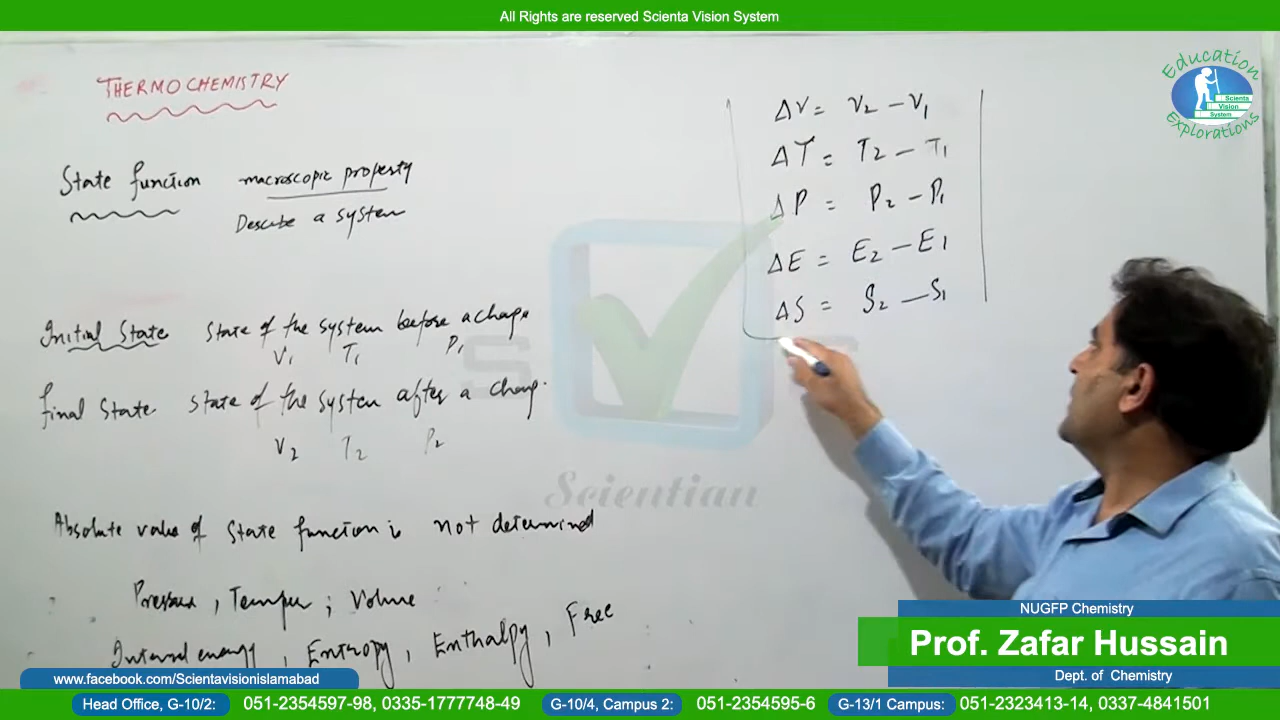 All Rights are reserved Scienta Vision System
Education
Scienta
Vision
System
Explorations
THERMOCHEMISTRY
State function macroscopic property
Describe a system
Initial State State of the system before a change
V1 T1 P1
final State State of the system after a change.
V2 T2 P2
Absolute value of State function is not determined
Pressure, Temper; Volume
Internal energy, Entropy, Enthalpy, Free
ΔV = V2 - V1
ΔT = T2 - T1
ΔP = P2 - P1
ΔE = E2 - E1
ΔS = S2 - S1
Scientian
NUGFP Chemistry
Prof. Zafar Hussain
Dept. of Chemistry
www.facebook.com/Scientavisionislamabad
Head Office, G-10/2: 051-2354597-98, 0335-1777748-49 G-10/4, Campus 2: 051-2354595-6 G-13/1 Campus: 051-2323413-14, 0337-4841501